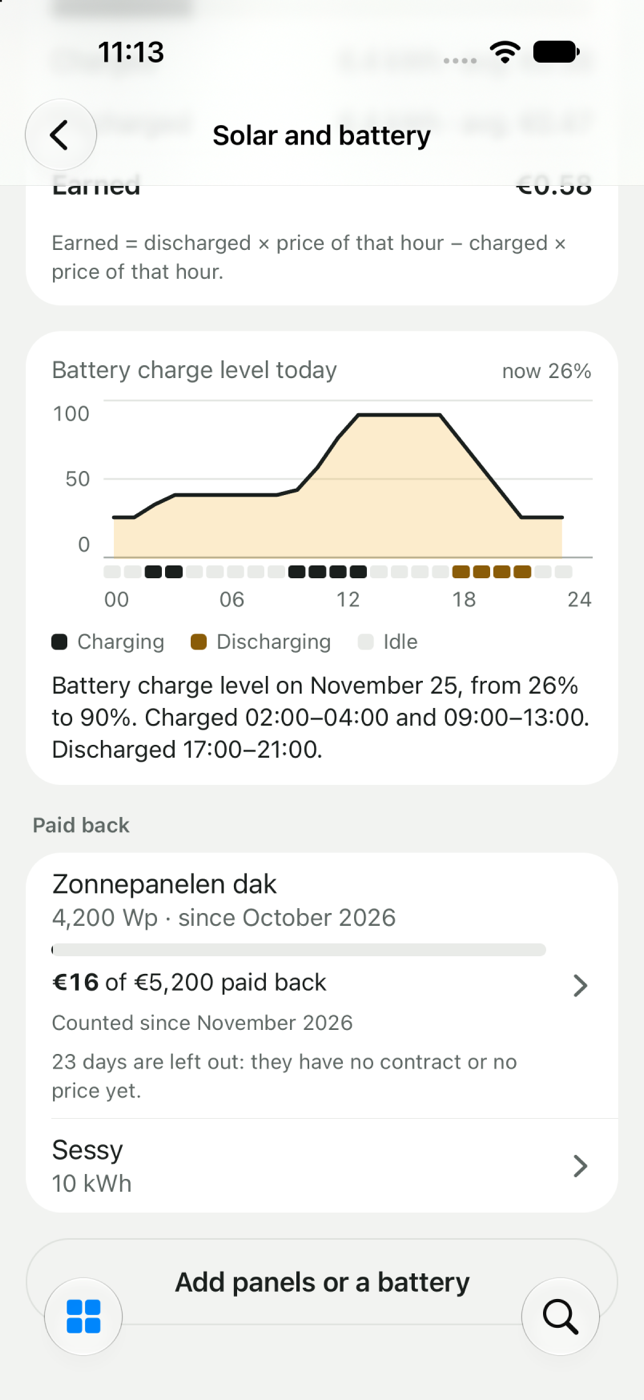 11:13
Solar and battery
Earned €0.58
Earned = discharged × price of that hour – charged ×
price of that hour.
Battery charge level today now 26%
100
50
0
00 06 12 18 24
Charging Discharging Idle
Battery charge level on November 25, from 26%
to 90%. Charged 02:00–04:00 and 09:00–13:00.
Discharged 17:00–21:00.
Paid back
Zonnepanelen dak
4,200 Wp · since October 2026
€16 of €5,200 paid back
Counted since November 2026
23 days are left out: they have no contract or no
price yet.
Sessy
10 kWh
Add panels or a battery